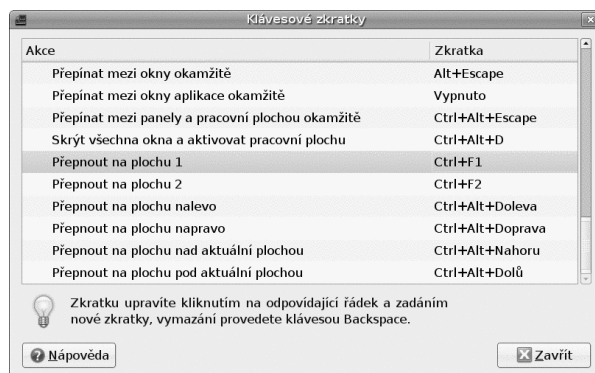 Klávesové zkratky
Akce Zkratka
Přepínat mezi okny okamžitě Alt+Escape
Přepínat mezi okny aplikace okamžitě Vypnuto
Přepínat mezi panely a pracovní plochou okamžitě Ctrl+Alt+Escape
Skrýt všechna okna a aktivovat pracovní plochu Ctrl+Alt+D
Přepnout na plochu 1 Ctrl+F1
Přepnout na plochu 2 Ctrl+F2
Přepnout na plochu nalevo Ctrl+Alt+Doleva
Přepnout na plochu napravo Ctrl+Alt+Doprava
Přepnout na plochu nad aktuální plochou Ctrl+Alt+Nahoru
Přepnout na plochu pod aktuální plochou Ctrl+Alt+Dolů
Zkratku upravíte kliknutím na odpovídající řádek a zadáním
nové zkratky, vymazání provedete klávesou Backspace.
Nápověda Zavřít